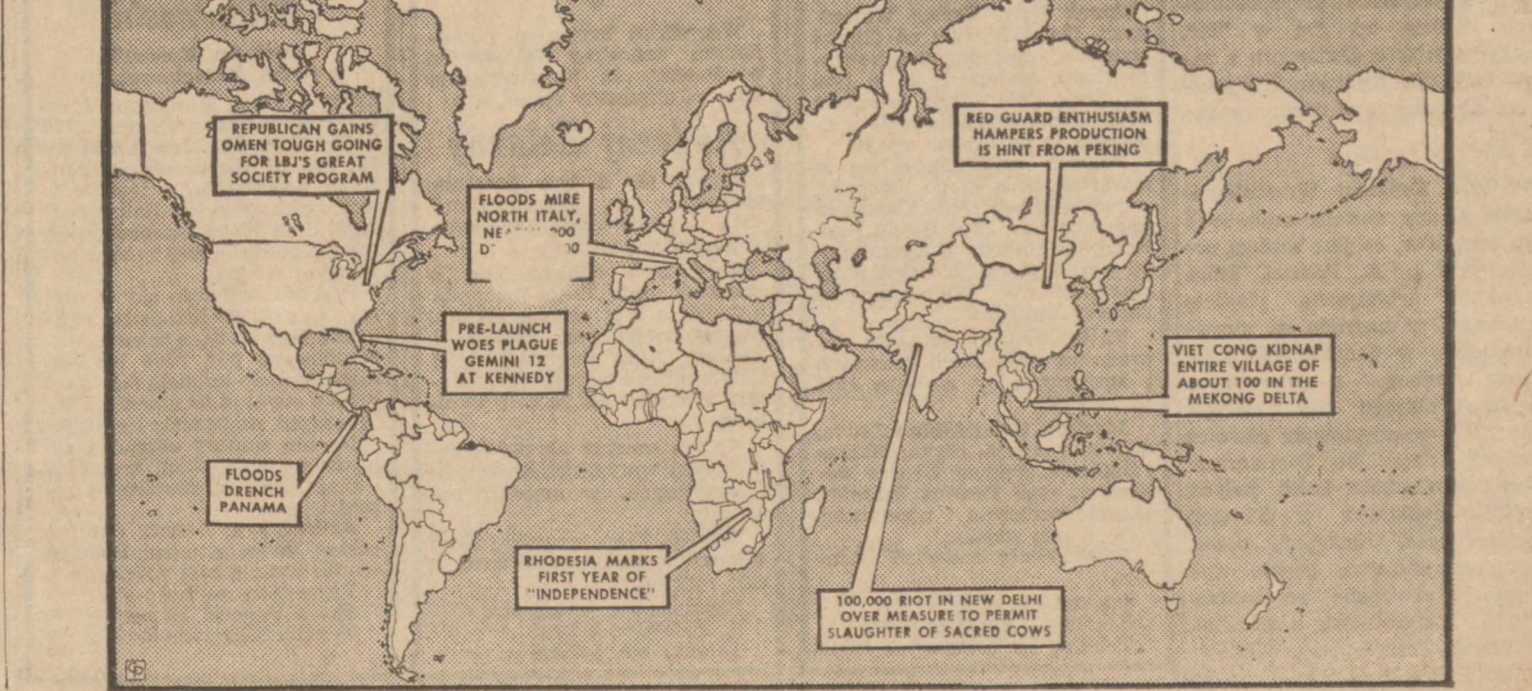 REPUBLICAN GAINS
OMEN TOUGH GOING
FOR LBJ'S GREAT
SOCIETY PROGRAM
RED GUARD ENTHUSIASM
HAMPERS PRODUCTION
IS HINT FROM PEKING
FLOODS MIRE
NORTH ITALY,
PRE-LAUNCH
WOES PLAGUE
GEMINI 12
AT KENNEDY
VIET CONG KIDNAP
ENTIRE VILLAGE OF
ABOUT 100 IN THE
MEKONG DELTA
FLOODS
DRENCH
PANAMA
RHODESIA MARKS
FIRST YEAR OF
"INDEPENDENCE"
100,000 RIOT IN NEW DELHI
OVER MEASURE TO PERMIT
SLAUGHTER OF SACRED COWS